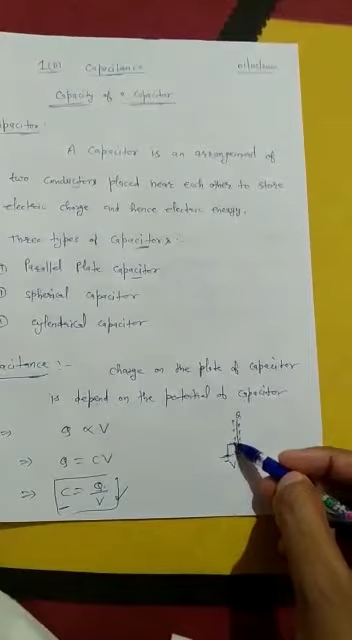 1(b) Capacitance
Capacity of a Capacitor
apacitor :
A Capacitor is an arrangement of
two conductors placed near each other to store
electric charge and hence electric energy.
Three types of capacitors :-
Parallel Plate capacitor
spherical capacitor
cylendrical capacitor
acitance :- charge on the plate of capacitor
is depend on the potential of capacitor
⇒ Q ∝ V
⇒ Q = CV
⇒ C = Q/V